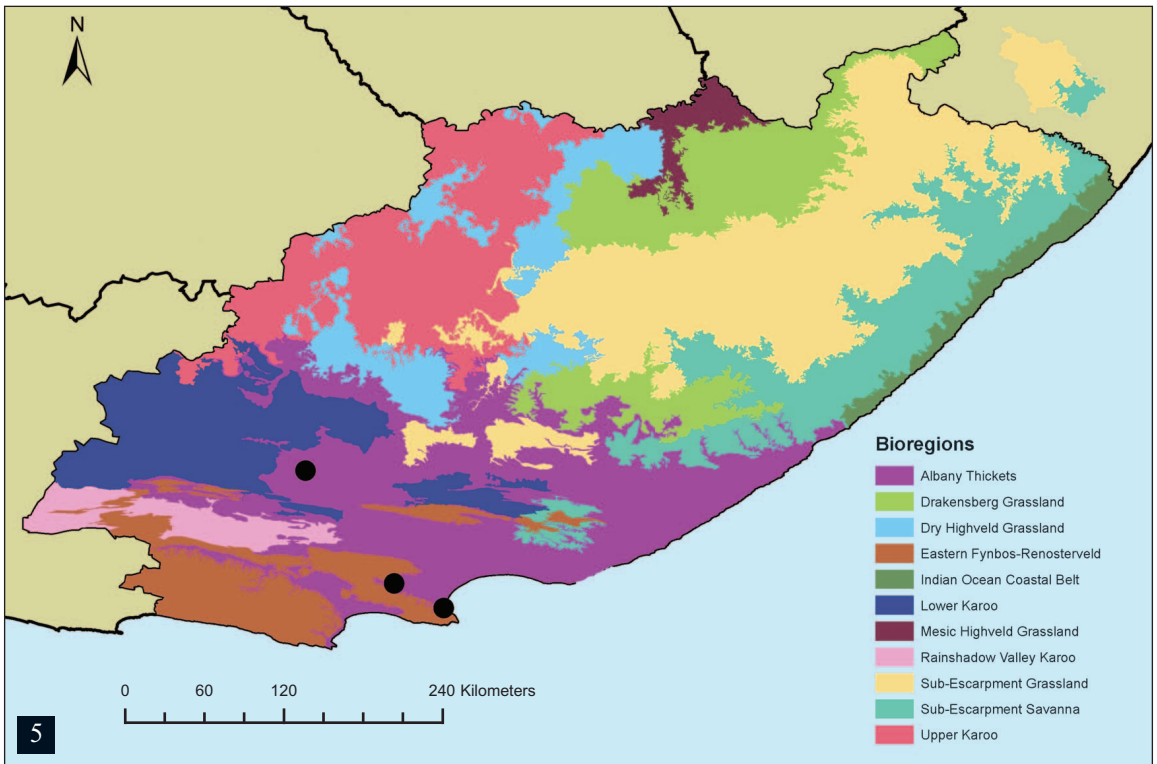 N
Bioregions
Albany Thickets
Drakensberg Grassland
Dry Highveld Grassland
Eastern Fynbos-Renosterveld
Indian Ocean Coastal Belt
Lower Karoo
Mesic Highveld Grassland
Rainshadow Valley Karoo
Sub-Escarpment Grassland
Sub-Escarpment Savanna
Upper Karoo
0 60 120 240 Kilometers
5